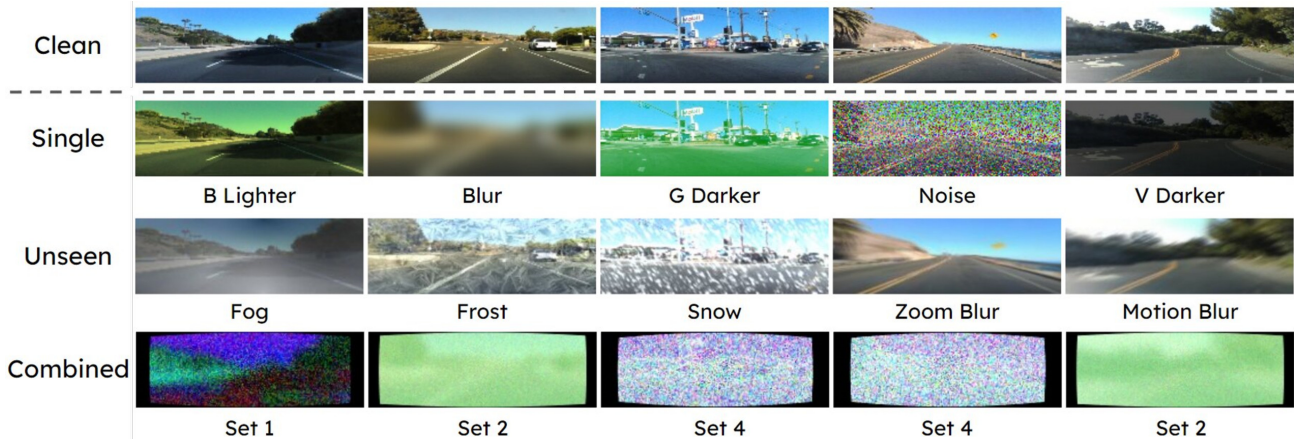 Clean
Single
B Lighter Blur G Darker Noise V Darker
Unseen
Fog Frost Snow Zoom Blur Motion Blur
Combined
Set 1 Set 2 Set 4 Set 4 Set 2